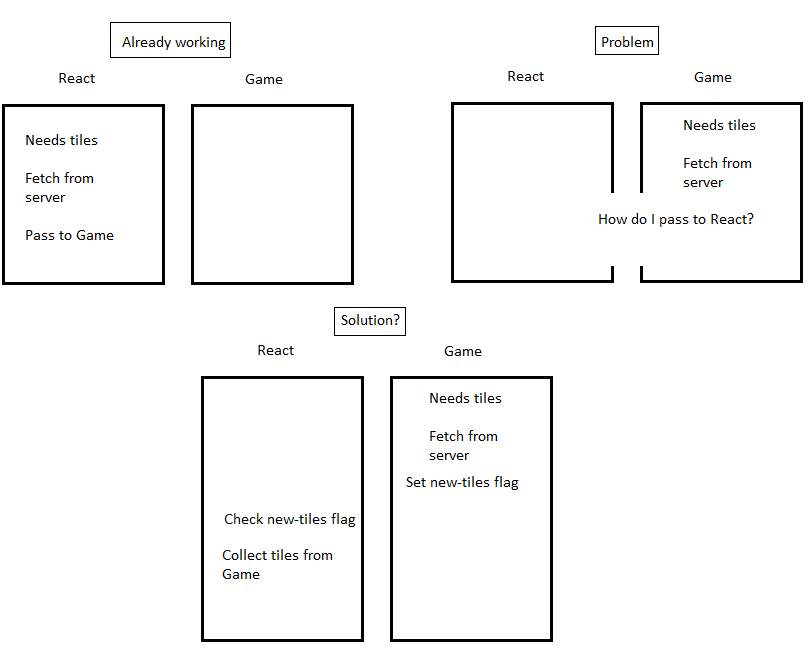 Already working
React
Game
Needs tiles
Fetch from
server
Pass to Game
Problem
React
Game
Needs tiles
Fetch from
server
How do I pass to React?
Solution?
React
Game
Needs tiles
Fetch from
server
Set new-tiles flag
Check new-tiles flag
Collect tiles from
Game